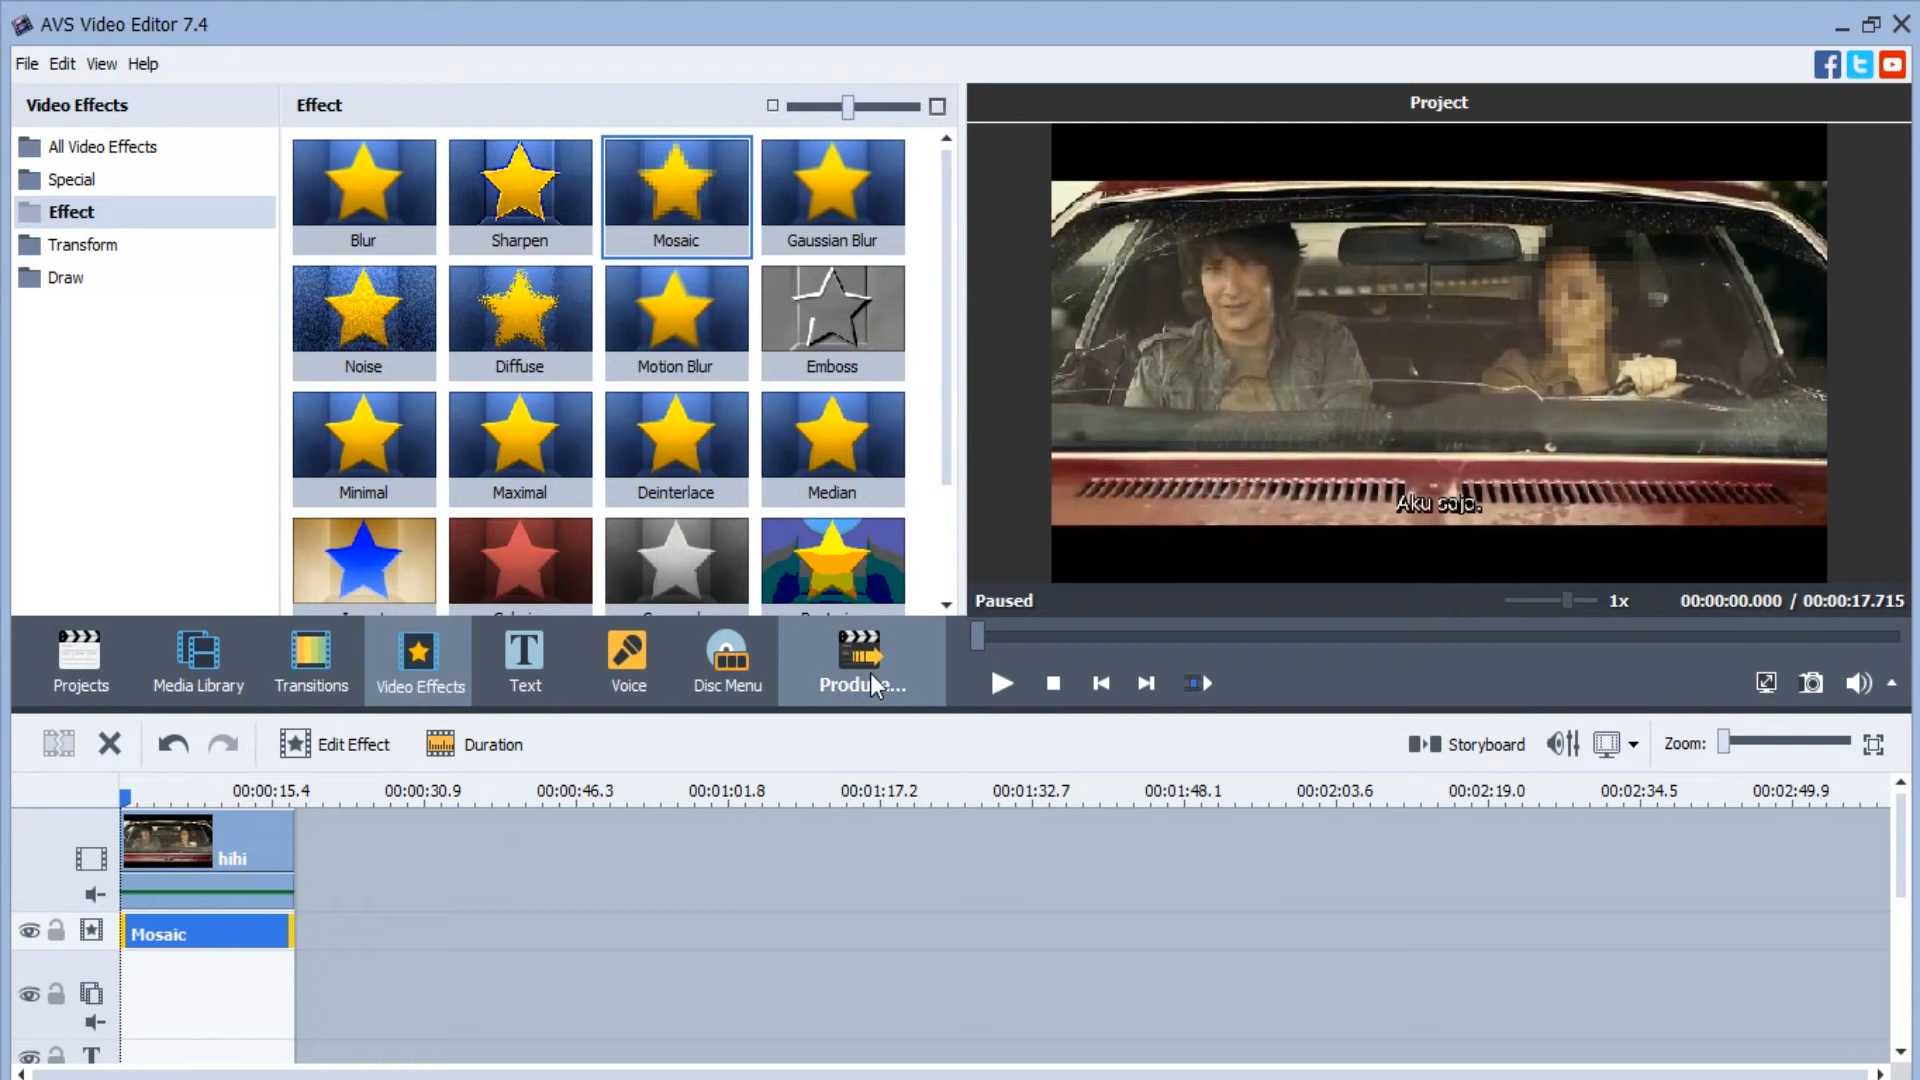 AVS Video Editor 7.4
File Edit View Help
Video Effects
Effect
Project
All Video Effects
Special
Effect
Transform
Draw
Blur Sharpen Mosaic Gaussian Blur
Noise Diffuse Motion Blur Emboss
Minimal Maximal Deinterlace Median
Aku saja.
Paused 1x 00:00:00.000 / 00:00:17.715
Projects Media Library Transitions Video Effects Text Voice Disc Menu
Edit Effect Duration Storyboard Zoom:
00:00:15.4 00:00:30.9 00:00:46.3 00:01:01.8 00:01:17.2 00:01:32.7 00:01:48.1 00:02:03.6 00:02:19.0 00:02:34.5 00:02:49.9
hihi
Mosaic